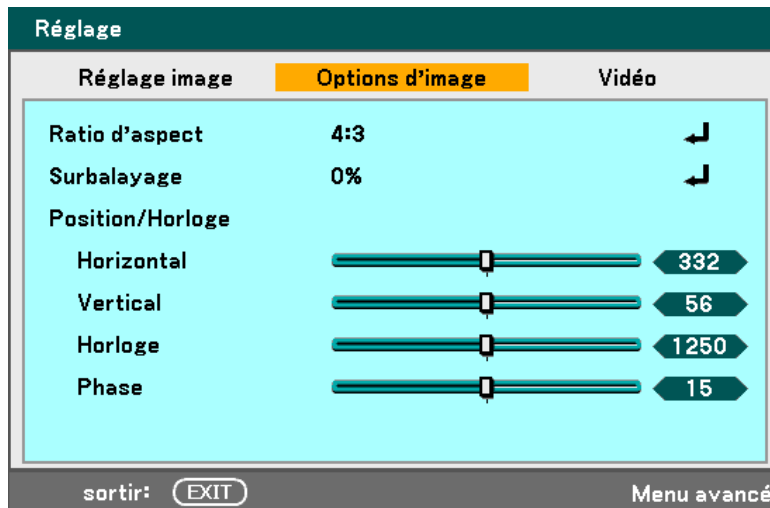 Réglage
Réglage image Options d'image Vidéo
Ratio d'aspect 4:3
Surbalayage 0%
Position/Horloge
Horizontal 332
Vertical 56
Horloge 1250
Phase 15
sortir: EXIT Menu avancé